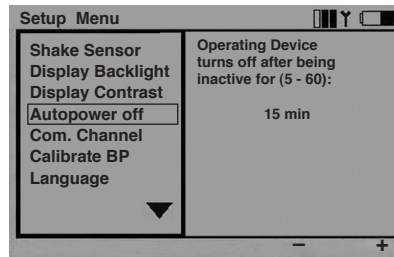 Setup Menu
Shake Sensor
Display Backlight
Display Contrast
Autopower off
Com. Channel
Calibrate BP
Language
Operating Device
turns off after being
inactive for (5 - 60):
15 min
− +